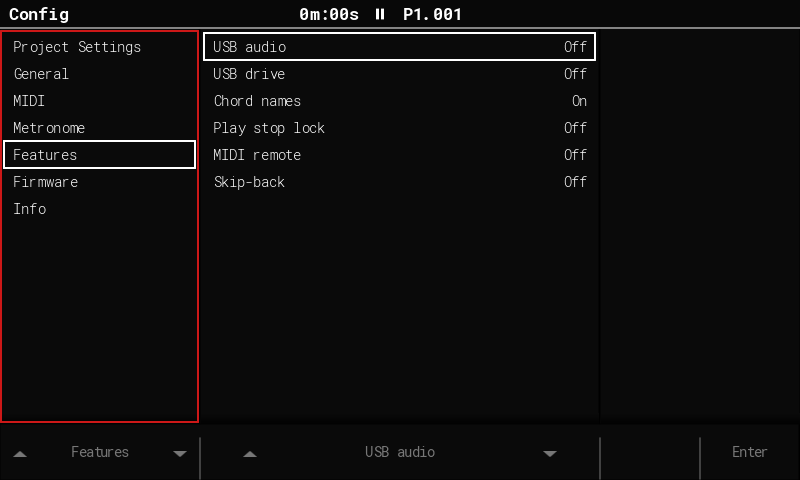 Config 0m:00s P1.001
Project Settings
General
MIDI
Metronome
Features
Firmware
Info
USB audio Off
USB drive Off
Chord names On
Play stop lock Off
MIDI remote Off
Skip-back Off
Features USB audio Enter